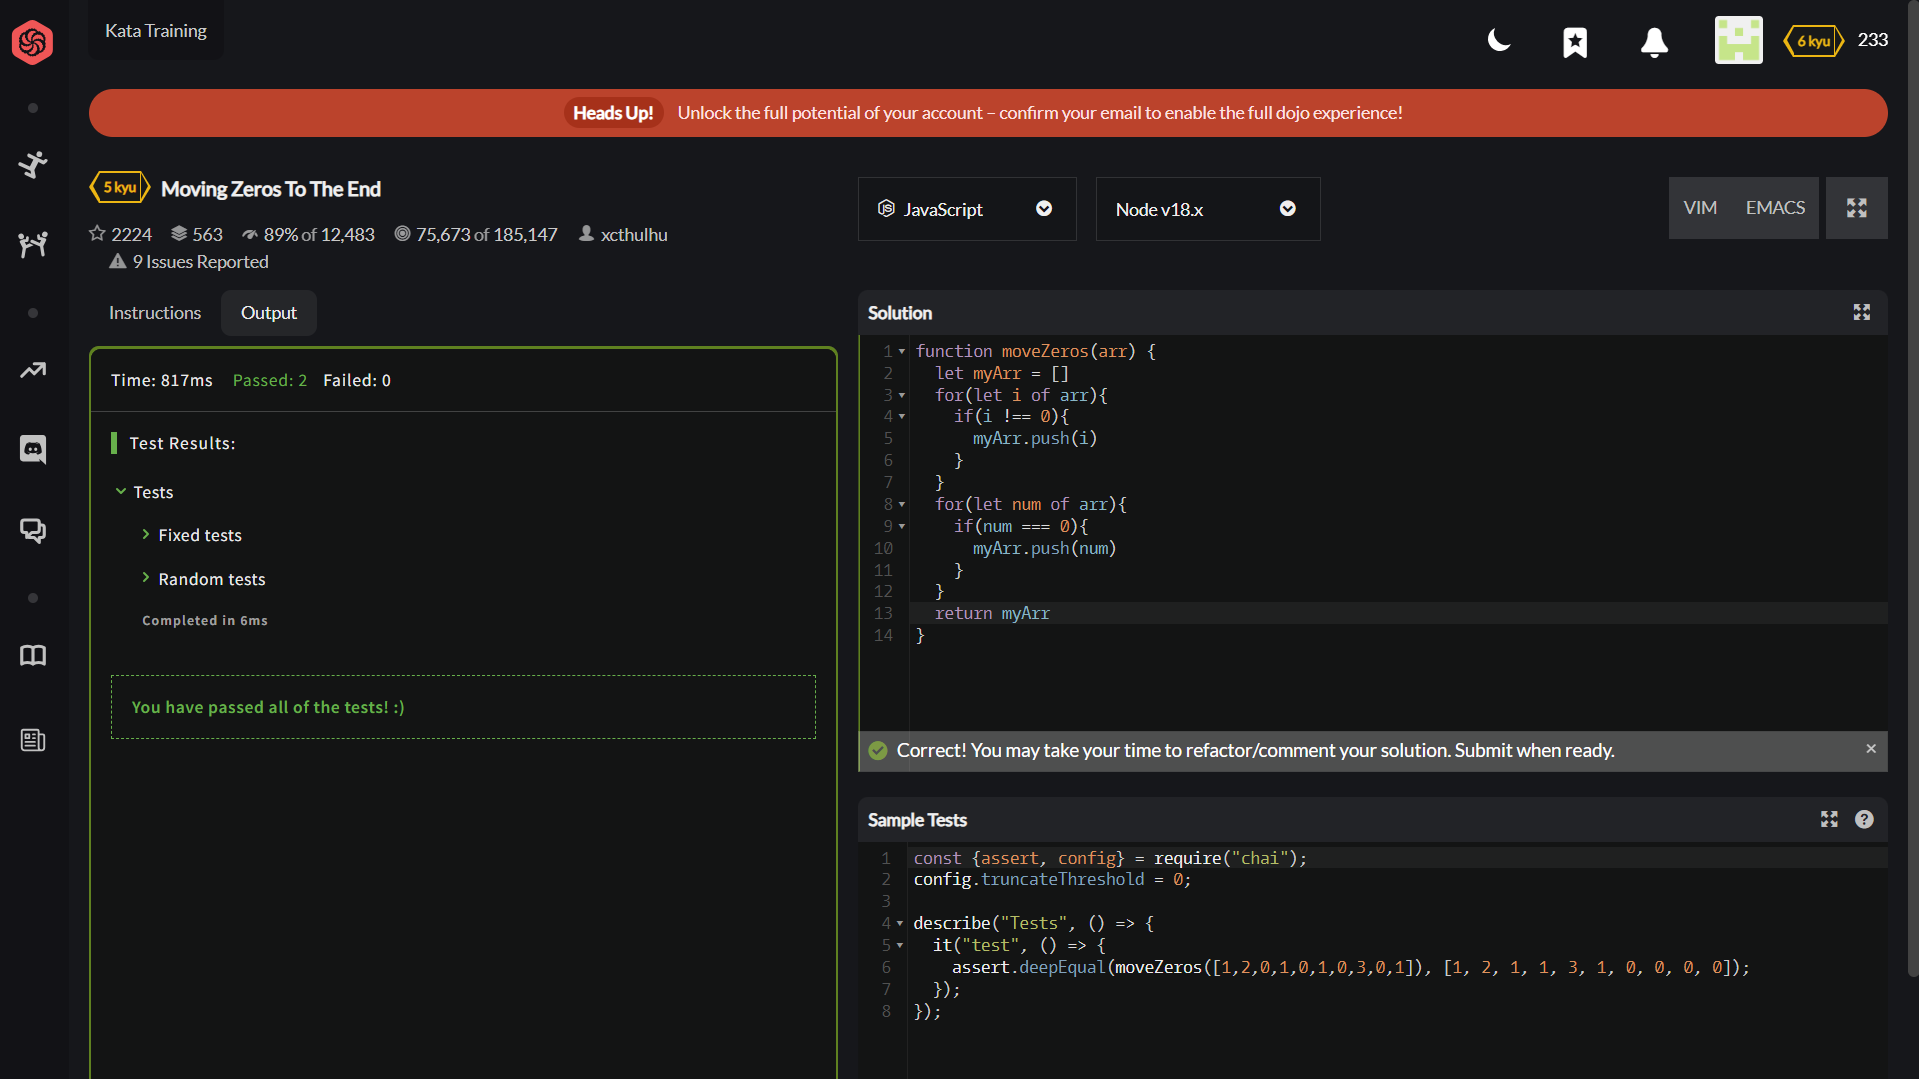 Kata Training
6 kyu 233
Heads Up! Unlock the full potential of your account – confirm your email to enable the full dojo experience!
5 kyu Moving Zeros To The End
2224 563 89% of 12,483 75,673 of 185,147 xcthulhu
9 Issues Reported
JavaScript
Node v18.x
VIM EMACS
Instructions Output
Time: 817ms Passed: 2 Failed: 0
Test Results:
Tests
Fixed tests
Random tests
Completed in 6ms
You have passed all of the tests! :)
Solution
1 function moveZeros(arr) {
2 let myArr = []
3 for(let i of arr){
4 if(i !== 0){
5 myArr.push(i)
6 }
7 }
8 for(let num of arr){
9 if(num === 0){
10 myArr.push(num)
11 }
12 }
13 return myArr
14 }
Correct! You may take your time to refactor/comment your solution. Submit when ready. ×
Sample Tests
1 const {assert, config} = require("chai");
2 config.truncateThreshold = 0;
3
4 describe("Tests", () => {
5 it("test", () => {
6 assert.deepEqual(moveZeros([1,2,0,1,0,1,0,3,0,1]), [1, 2, 1, 1, 3, 1, 0, 0, 0, 0]);
7 });
8 });